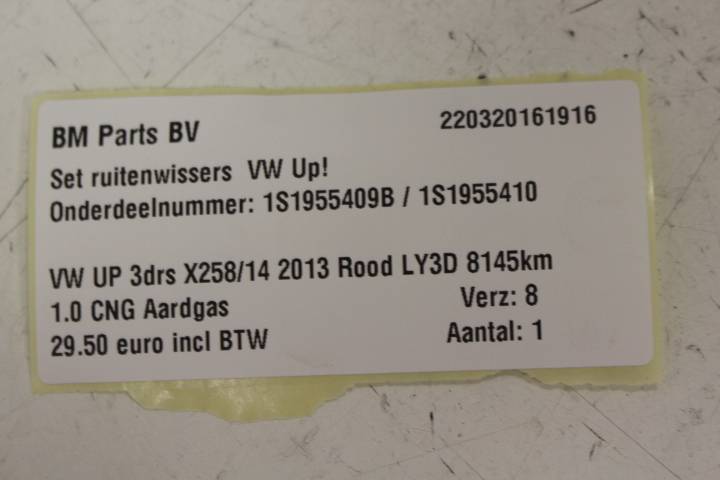 BM Parts BV 220320161916
Set ruitenwissers VW Up!
Onderdeelnummer: 1S1955409B / 1S1955410
VW UP 3drs X258/14 2013 Rood LY3D 8145km
1.0 CNG Aardgas Verz: 8
29.50 euro incl BTW Aantal: 1